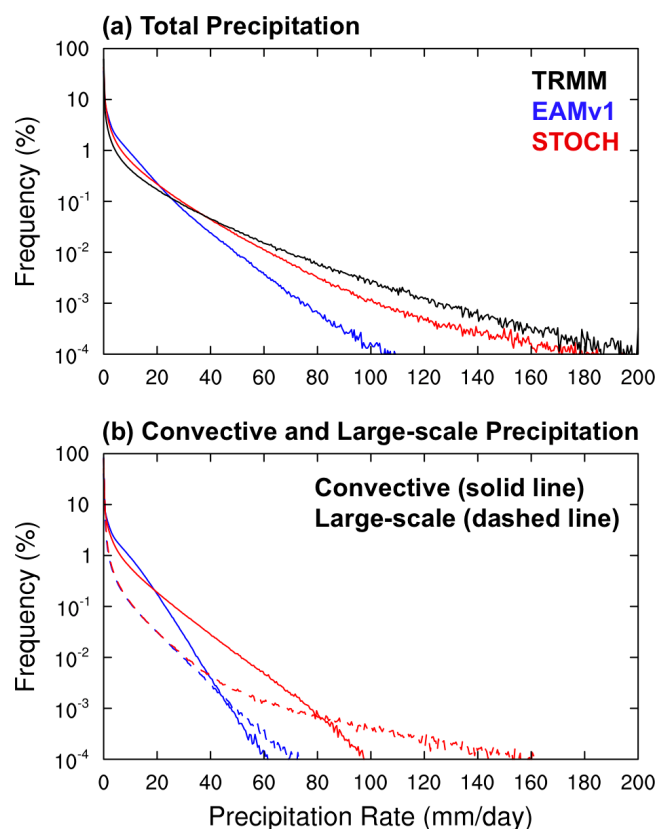 (a) Total Precipitation
100
10
1
10⁻¹
10⁻²
10⁻³
10⁻⁴
Frequency (%)
TRMM
EAMv1
STOCH
0 20 40 60 80 100 120 140 160 180 200
(b) Convective and Large-scale Precipitation
100
10
1
10⁻¹
10⁻²
10⁻³
10⁻⁴
Frequency (%)
Convective (solid line)
Large-scale (dashed line)
0 20 40 60 80 100 120 140 160 180 200
Precipitation Rate (mm/day)